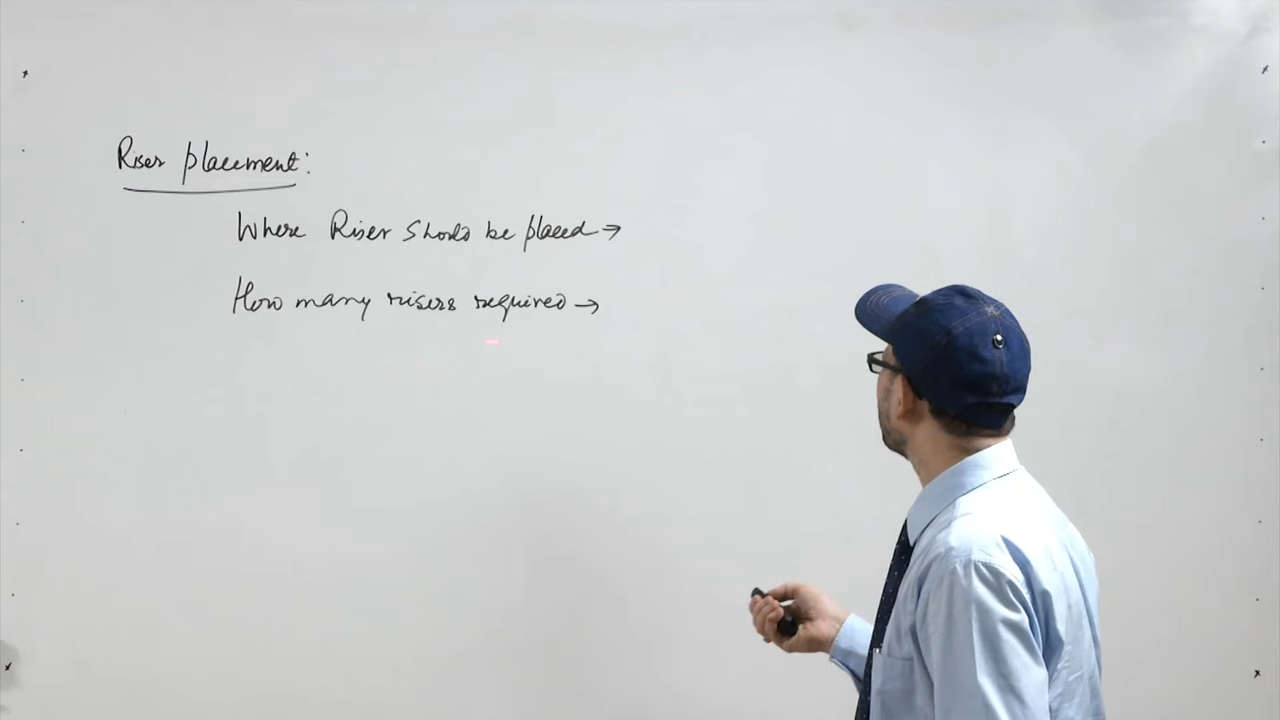 Riser placement:
Where Riser should be placed →
How many risers required →